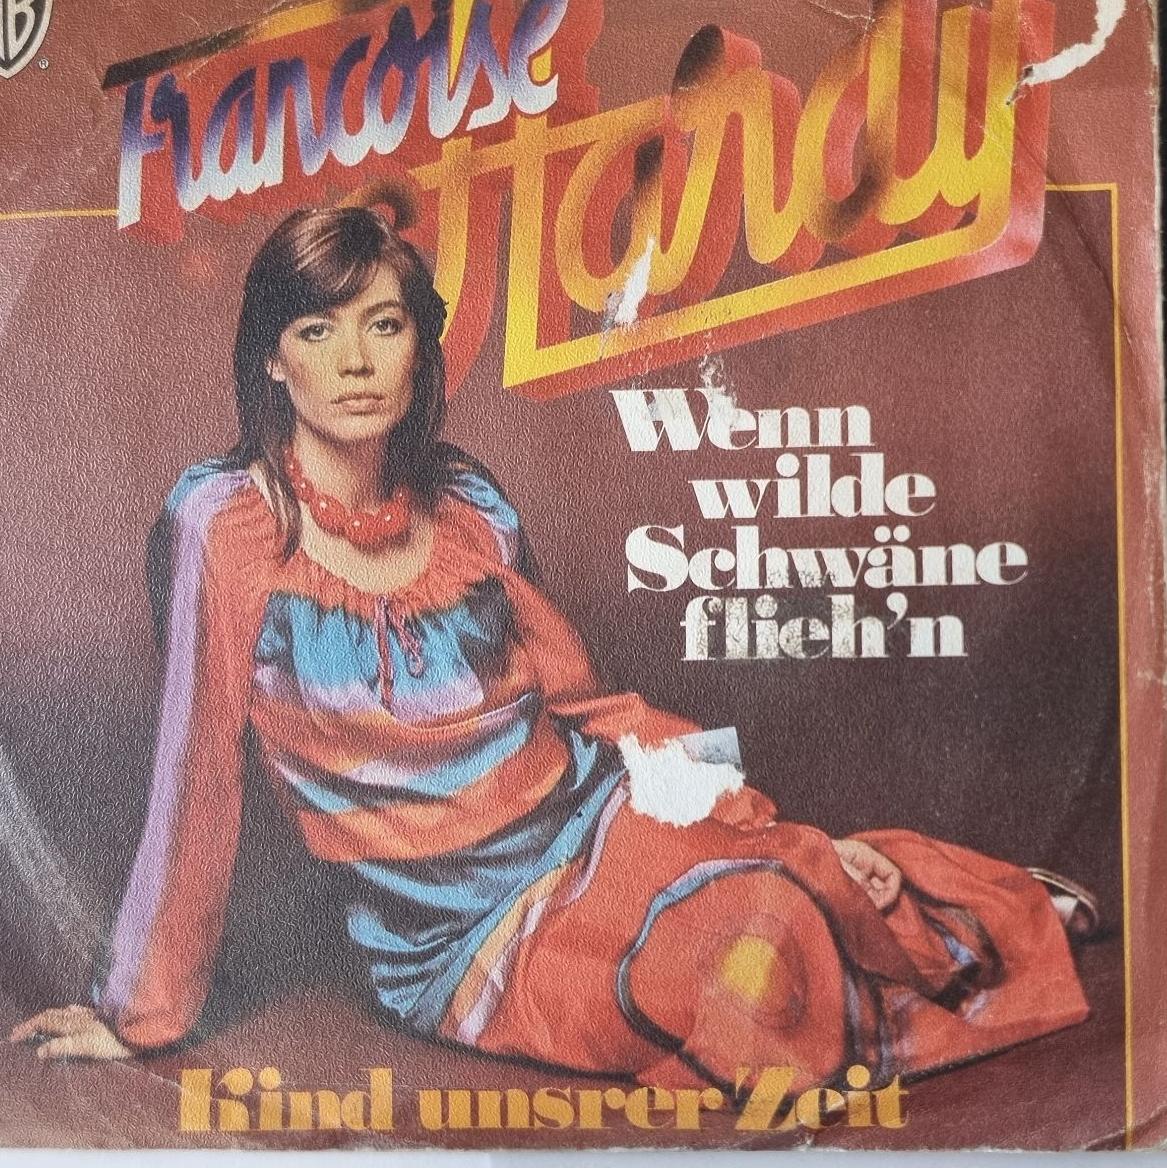 B ®
Francoise
Hardy
Wenn
wilde
Schwäne
flieh'n
Kind unsrer Zeit